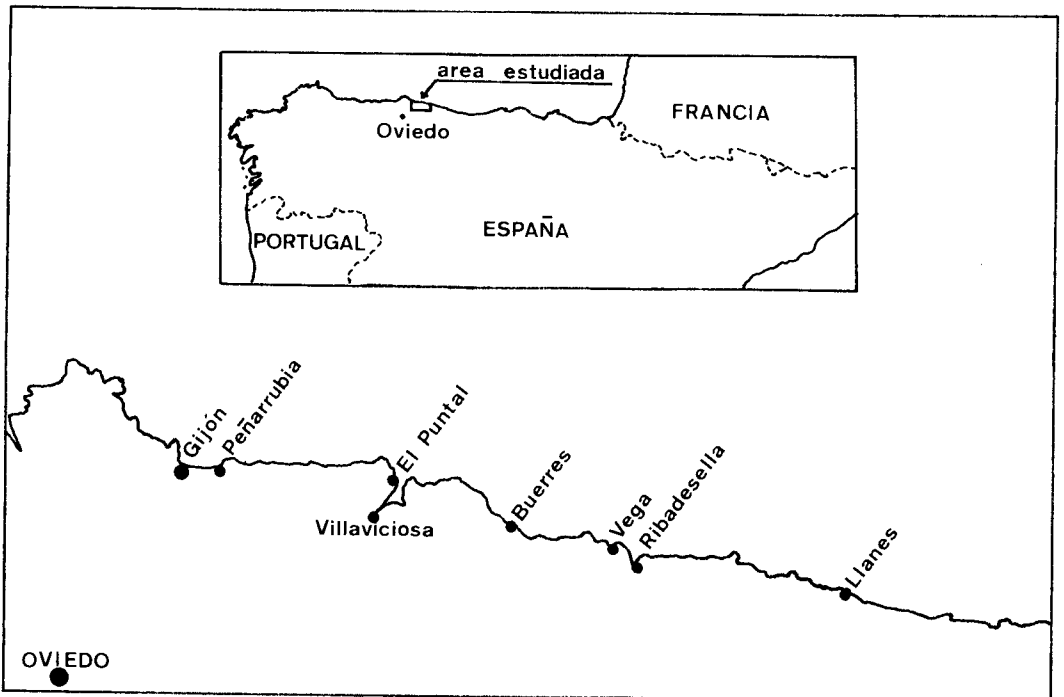 area estudiada
Oviedo
FRANCIA
ESPAÑA
PORTUGAL
Gijón
Peñarrubia
El Puntal
Villaviciosa
Buerres
Vega
Ribadesella
Llanes
OVIEDO